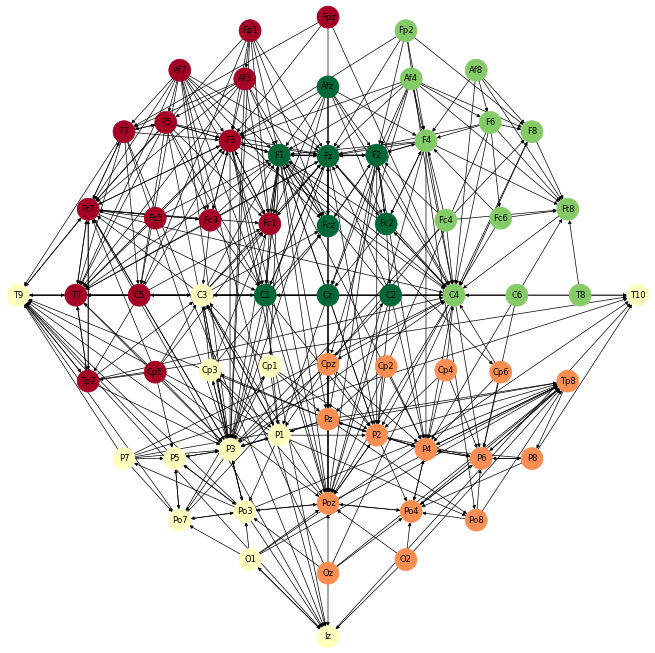 Fpz
Fp1 Fp2
Af7 Af3 Afz Af4 Af8
F7 F5 F3 F1 Fz F2 F4 F6 F8
Ft7 Fc5 Fc3 Fc1 Fcz Fc2 Fc4 Fc6 Ft8
T9 T7 C5 C3 C1 Cz C2 C4 C6 T8 T10
Tp7 Cp5 Cp3 Cp1 Cpz Cp2 Cp4 Cp6 Tp8
P7 P5 P3 P1 Pz P2 P4 P6 P8
Po7 Po3 Poz Po4 Po8
O1 Oz O2
Iz